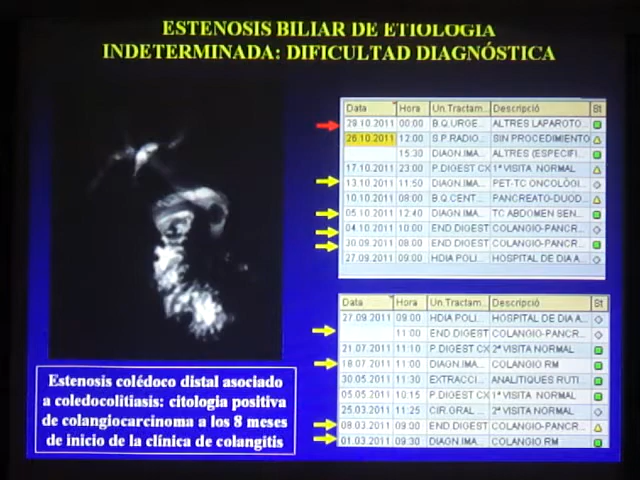 ESTENOSIS BILIAR DE ETIOLOGIA
INDETERMINADA: DIFICULTAD DIAGNÓSTICA
Data Hora Un.Tractam... Descripció St
29.10.2011 00:00 B.Q.URGE... ALTRES LAPAROTO...
26.10.2011 12:00 S.P.RADIO... SIN PROCEDIMIENTO
15:30 DIAGN.IMA... ALTRES (ESPECIFI...
17.10.2011 23:00 P.DIGEST CX 1ª VISITA NORMAL
13.10.2011 11:50 DIAGN.IMA... PET-TC ONCOLÒGI...
10.10.2011 08:00 B.Q.CENT... PANCREATO-DUOD...
05.10.2011 12:40 DIAGN.IMA... TC ABDOMEN SEN...
04.10.2011 10:00 END DIGEST COLANGIO-PANCR...
30.09.2011 08:00 END DIGEST COLANGIO-PANCR...
27.09.2011 09:00 HDIA POLI... HOSPITAL DE DIA A...
Data Hora Un.Tractam... Descripció St
27.09.2011 09:00 HDIA POLI... HOSPITAL DE DIA A...
11:00 END DIGEST COLANGIO-PANCR...
21.07.2011 11:10 P.DIGEST CX 2ª VISITA NORMAL
18.07.2011 11:00 DIAGN.IMA... COLANGIO RM
30.05.2011 11:30 EXTRACCI... ANALITIQUES RUTI...
05.05.2011 10:15 P.DIGEST CX 1ª VISITA NORMAL
25.03.2011 11:25 CIR.ORAL ... 2ª VISITA NORMAL
08.03.2011 09:00 END DIGEST COLANGIO-PANCR...
01.03.2011 09:30 DIAGN.IMA... COLANGIO RM
Estenosis colédoco distal asociado
a coledocolitiasis: citologia positiva
de colangiocarcinoma a los 8 meses
de inicio de la clínica de colangitis